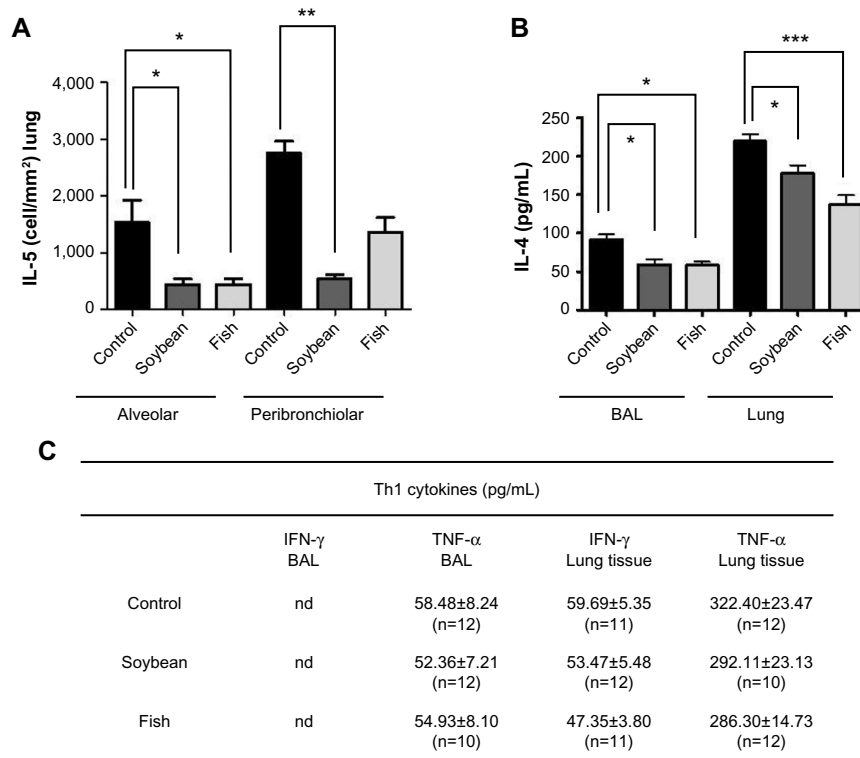 A
* **
*
4,000
3,000
2,000
1,000
0
IL-5 (cell/mm²) lung
Control Soybean Fish Control Soybean Fish
Alveolar Peribronchiolar
B
***
*
*
*
250
200
150
100
50
0
IL-4 (pg/mL)
Control Soybean Fish Control Soybean Fish
BAL Lung
C
Th1 cytokines (pg/mL)
IFN-γ TNF-α IFN-γ TNF-α
BAL BAL Lung tissue Lung tissue
Control nd 58.48±8.24 59.69±5.35 322.40±23.47
(n=12) (n=11) (n=12)
Soybean nd 52.36±7.21 53.47±5.48 292.11±23.13
(n=12) (n=12) (n=10)
Fish nd 54.93±8.10 47.35±3.80 286.30±14.73
(n=10) (n=11) (n=12)